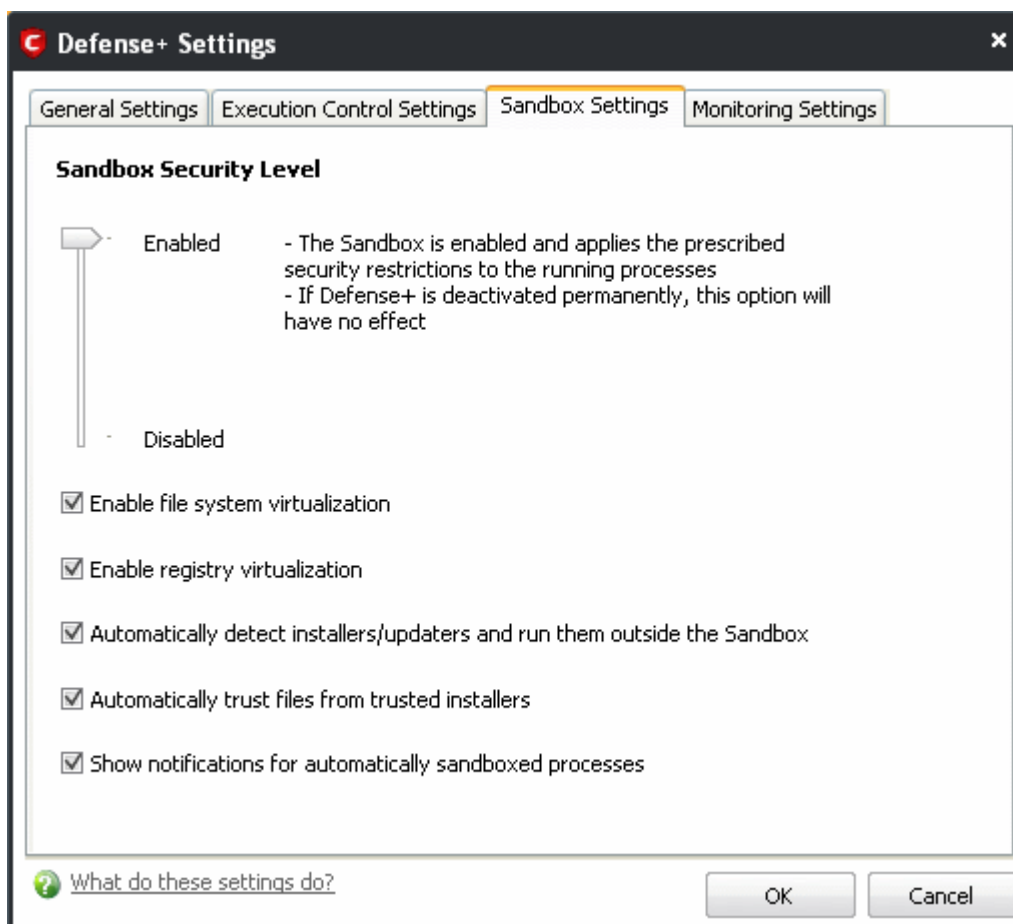 Defense+ Settings
General Settings
Execution Control Settings
Sandbox Settings
Monitoring Settings
Sandbox Security Level
Enabled
- The Sandbox is enabled and applies the prescribed
security restrictions to the running processes
- If Defense+ is deactivated permanently, this option will
have no effect
Disabled
Enable file system virtualization
Enable registry virtualization
Automatically detect installers/updaters and run them outside the Sandbox
Automatically trust files from trusted installers
Show notifications for automatically sandboxed processes
What do these settings do?
OK
Cancel